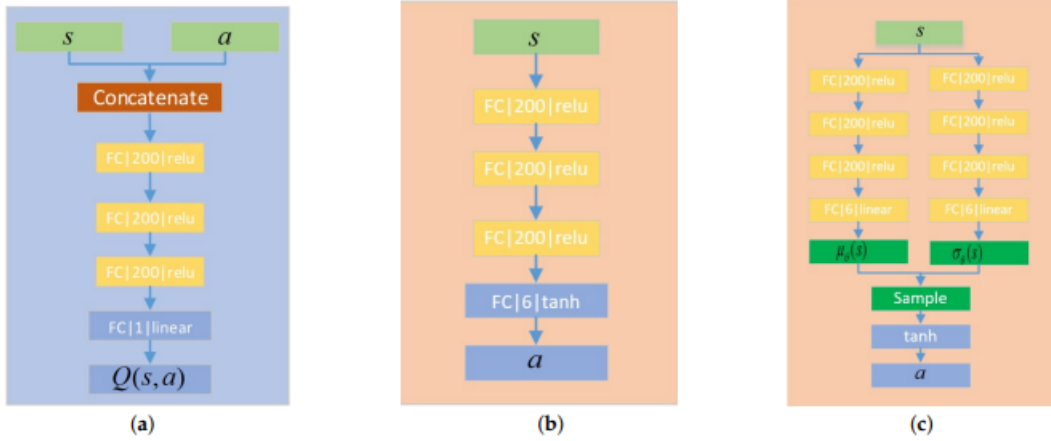 s
a
Concatenate
FC|200|relu
FC|200|relu
FC|200|relu
FC|1|linear
Q(s,a)
(a)
s
FC|200|relu
FC|200|relu
FC|200|relu
FC|6|tanh
a
(b)
s
FC|200|relu FC|200|relu
FC|200|relu FC|200|relu
FC|200|relu FC|200|relu
FC|6|linear FC|6|linear
μ_θ(s) σ_θ(s)
Sample
tanh
a
(c)